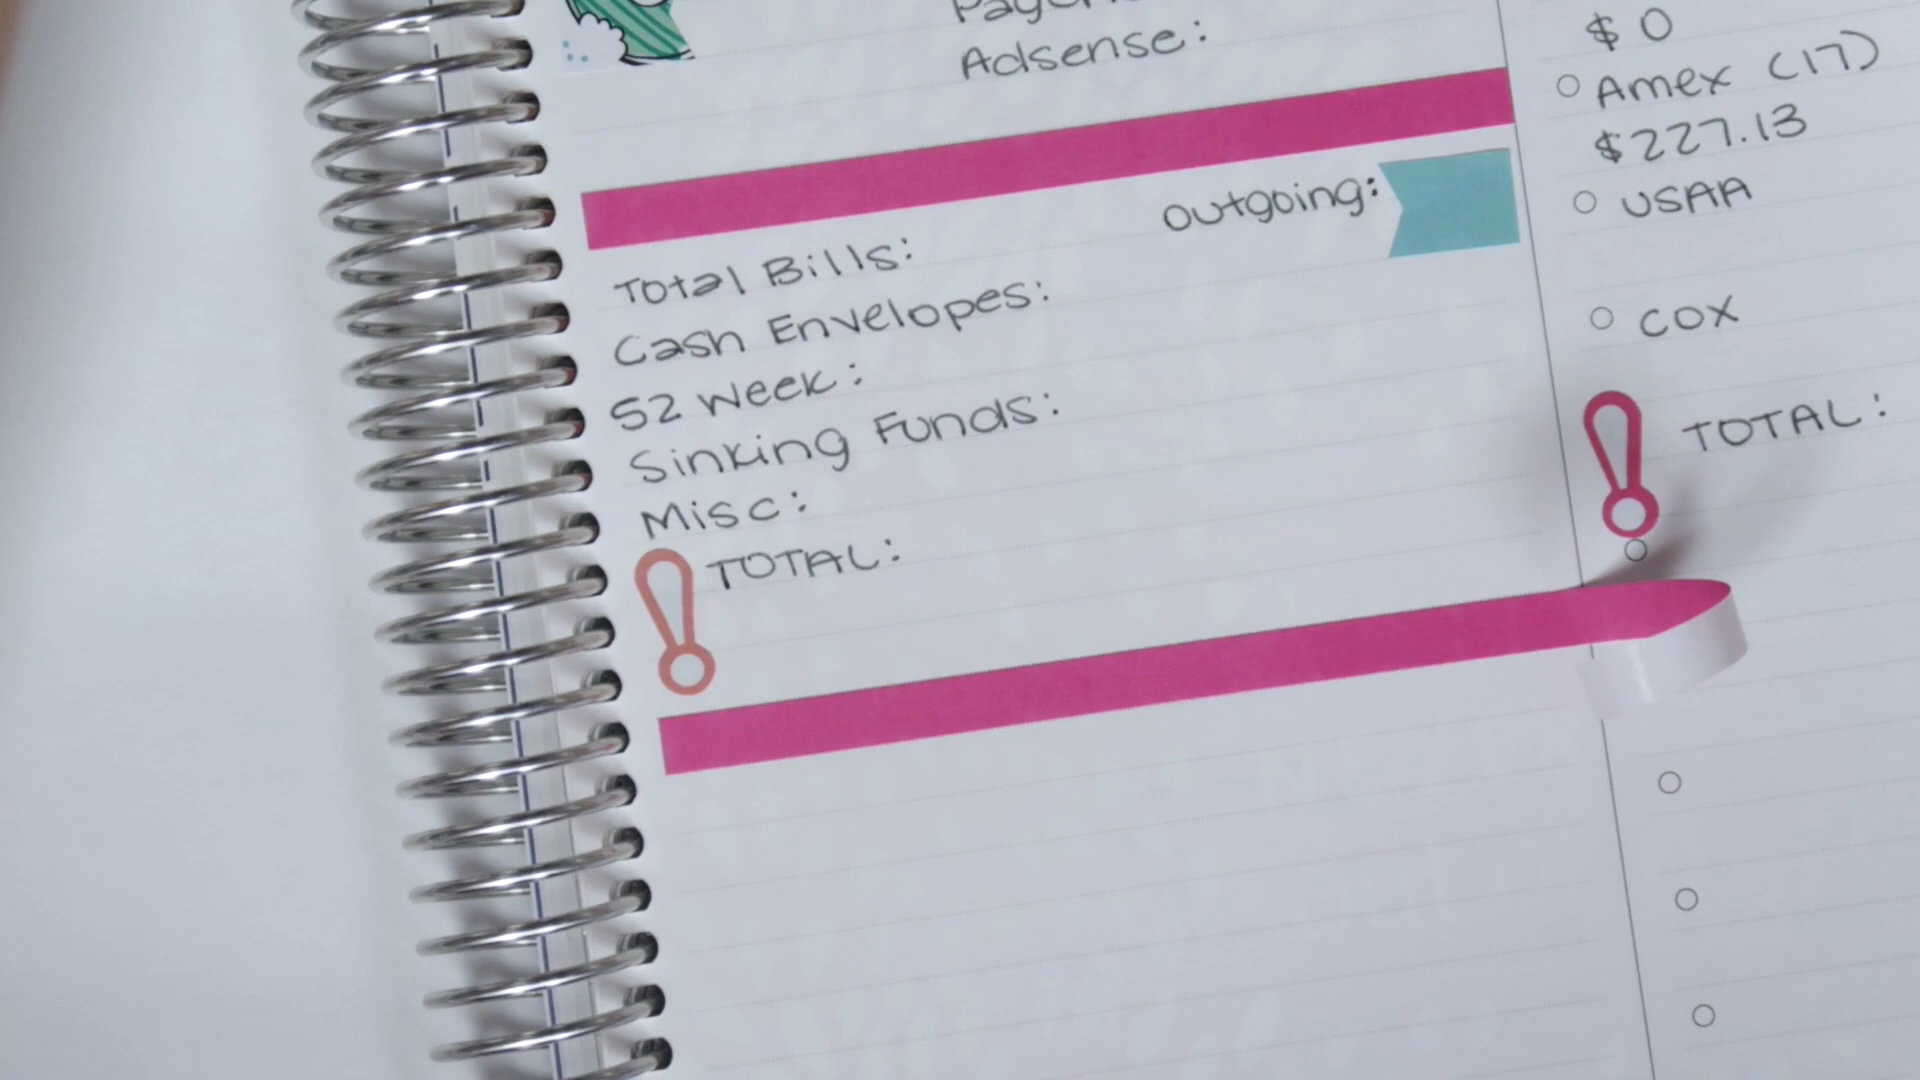 Adsense:
outgoing:
Total Bills:
Cash Envelopes:
52 Week:
Sinking Funds:
Misc:
TOTAL:
$0
Amex (17)
$227.13
USAA
COX
TOTAL: